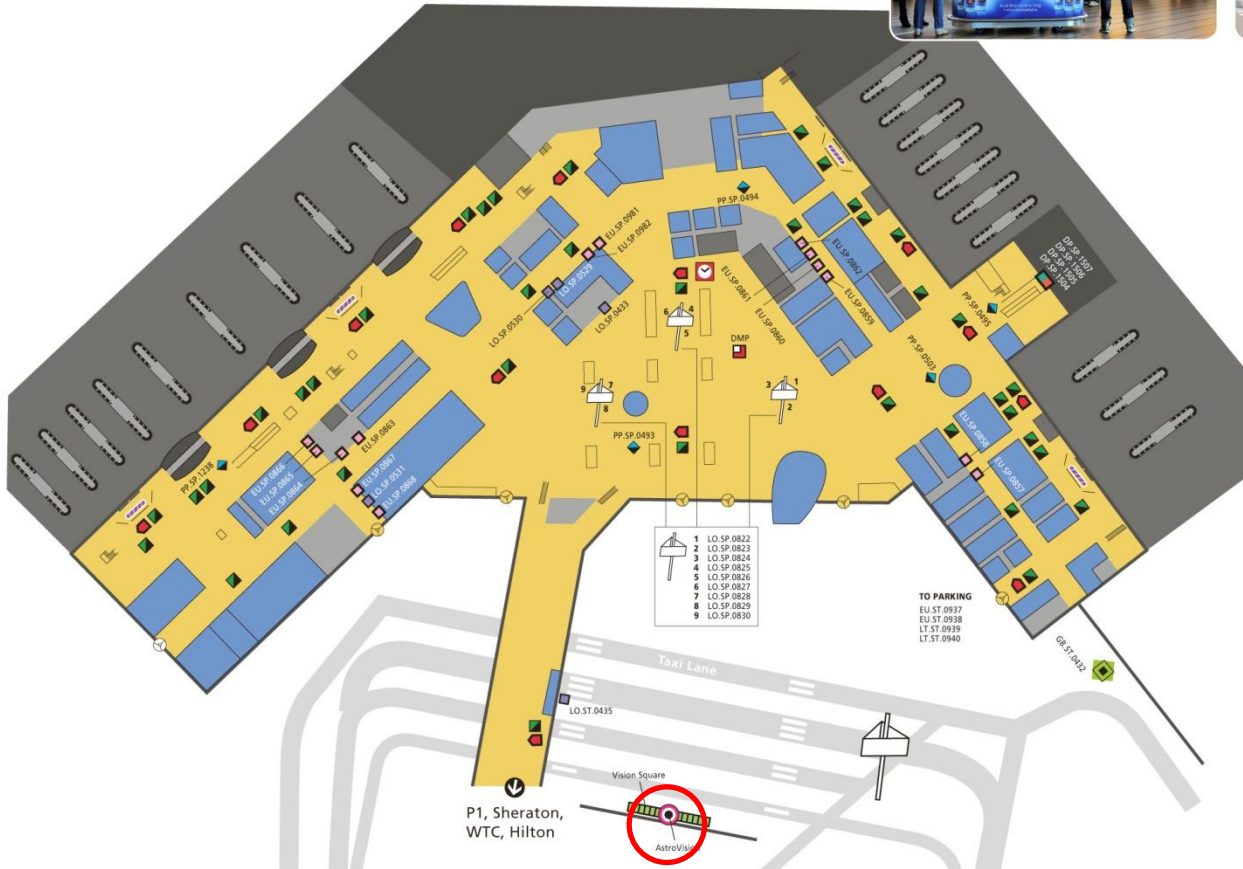 PP.SP.0494
EU.SP.0981
EU.SP.0982
LO.SP.0529
LO.SP.0530
LO.SP.0433
EU.SP.0862
EU.SP.0861
EU.SP.0859
EU.SP.0860
DP.SP.1507
DP.SP.1506
DP.SP.1505
DP.SP.1504
PP.SP.0495
PP.SP.0503
6
4
5
DMP
9
7
8
3
1
2
PP.SP.0493
EU.SP.0863
PP.SP.1238
EU.SP.0866
EU.SP.0865
EU.SP.0864
EU.SP.0867
LO.SP.0531
EU.SP.0868
EU.SP.0858
EU.SP.0857
1 LO.SP.0822
2 LO.SP.0823
3 LO.SP.0824
4 LO.SP.0825
5 LO.SP.0826
6 LO.SP.0827
7 LO.SP.0828
8 LO.SP.0829
9 LO.SP.0830
TO PARKING
EU.ST.0937
EU.ST.0938
LT.ST.0939
LT.ST.0940
GB.ST.0432
Taxi Lane
LO.ST.0435
Vision Square
P1, Sheraton,
WTC, Hilton
AstroVision